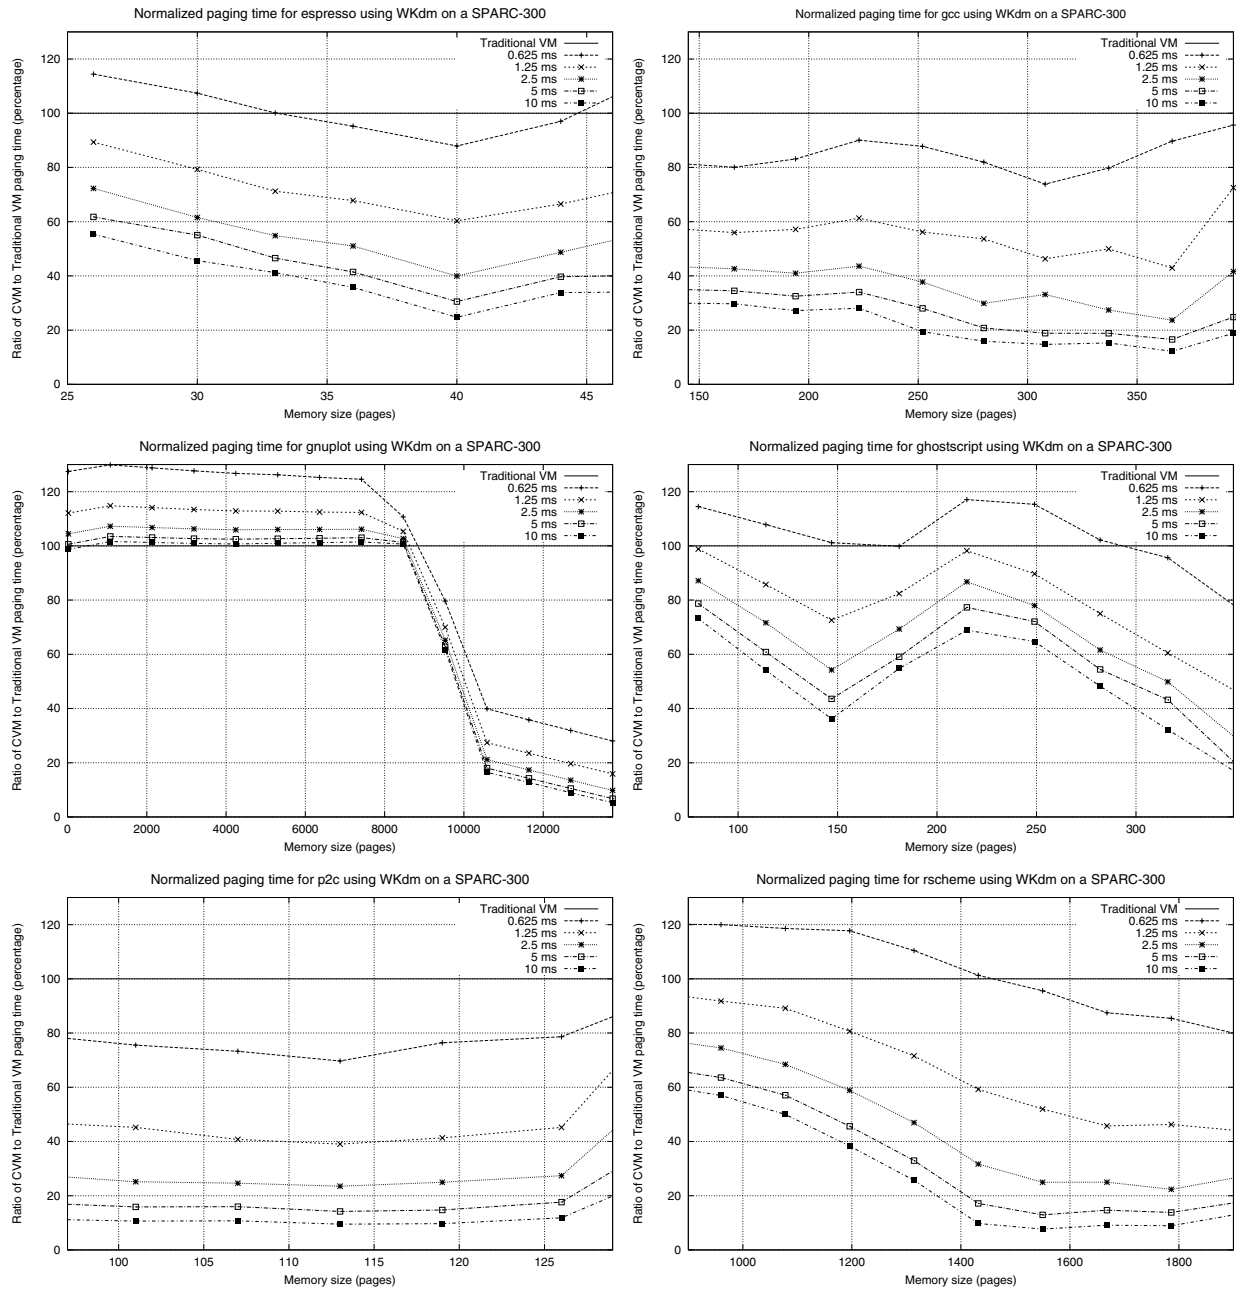 Normalized paging time for espresso using WKdm on a SPARC-300
Ratio of CVM to Traditional VM paging time (percentage)
120
100
80
60
40
20
0
Traditional VM
0.625 ms
1.25 ms
2.5 ms
5 ms
10 ms
25 30 35 40 45
Memory size (pages)
Normalized paging time for gcc using WKdm on a SPARC-300
Ratio of CVM to Traditional VM paging time (percentage)
120
100
80
60
40
20
0
Traditional VM
0.625 ms
1.25 ms
2.5 ms
5 ms
10 ms
150 200 250 300 350
Memory size (pages)
Normalized paging time for gnuplot using WKdm on a SPARC-300
Ratio of CVM to Traditional VM paging time (percentage)
120
100
80
60
40
20
0
Traditional VM
0.625 ms
1.25 ms
2.5 ms
5 ms
10 ms
0 2000 4000 6000 8000 10000 12000
Memory size (pages)
Normalized paging time for ghostscript using WKdm on a SPARC-300
Ratio of CVM to Traditional VM paging time (percentage)
120
100
80
60
40
20
0
Traditional VM
0.625 ms
1.25 ms
2.5 ms
5 ms
10 ms
100 150 200 250 300
Memory size (pages)
Normalized paging time for p2c using WKdm on a SPARC-300
Ratio of CVM to Traditional VM paging time (percentage)
120
100
80
60
40
20
0
Traditional VM
0.625 ms
1.25 ms
2.5 ms
5 ms
10 ms
100 105 110 115 120 125
Memory size (pages)
Normalized paging time for rscheme using WKdm on a SPARC-300
Ratio of CVM to Traditional VM paging time (percentage)
120
100
80
60
40
20
0
Traditional VM
0.625 ms
1.25 ms
2.5 ms
5 ms
10 ms
1000 1200 1400 1600 1800
Memory size (pages)